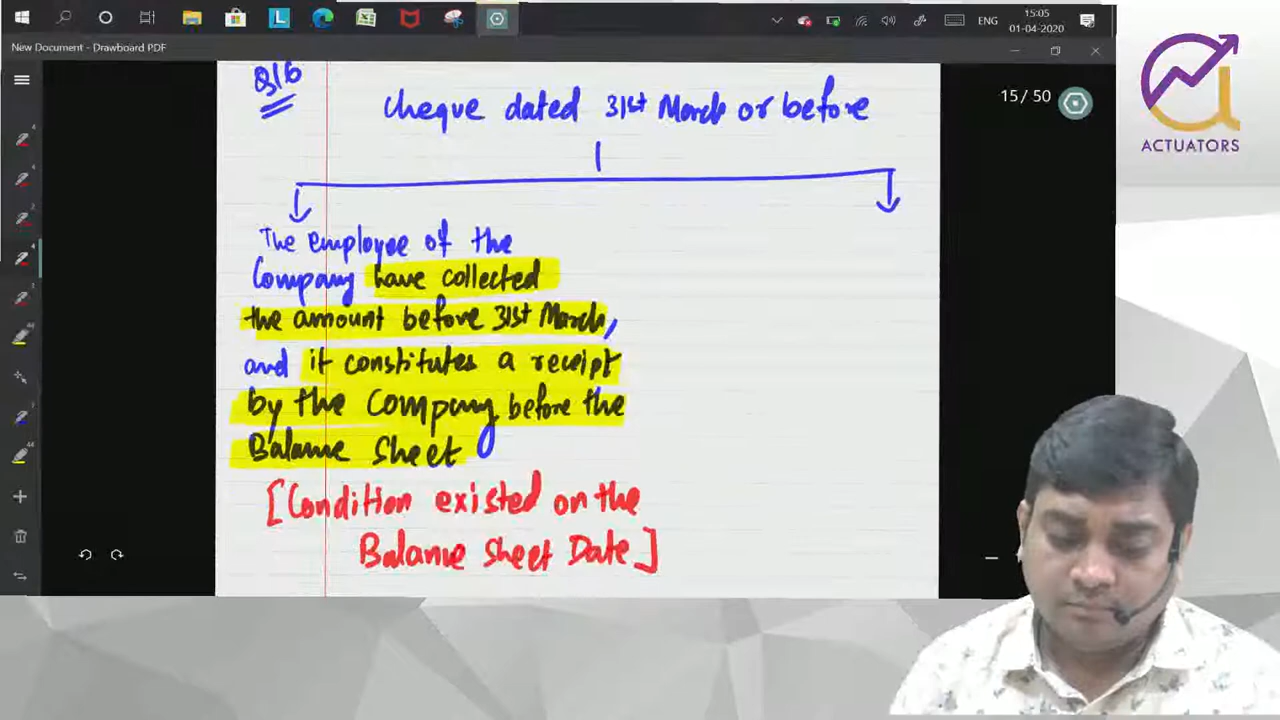 ENG
15:05
01-04-2020
New Document - Drawboard PDF
15 / 50
ACTUATORS
Cheque dated 31st March or before
The employee of the
Company have collected
the amount before 31st March,
and it constitutes a receipt
by the Company before the
Balance Sheet
[Condition existed on the
Balance Sheet Date]